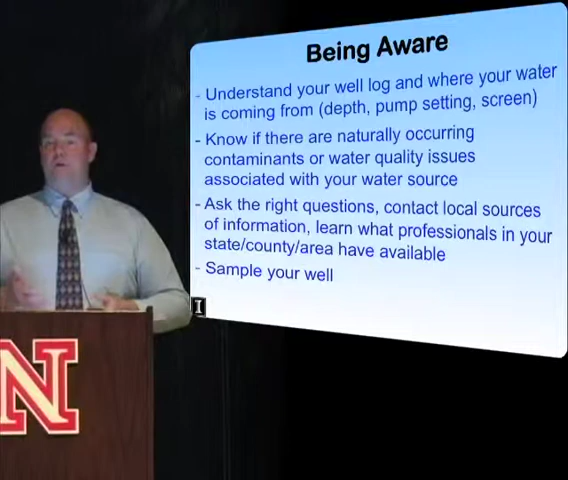 Being Aware
- Understand your well log and where your water
is coming from (depth, pump setting, screen)
- Know if there are naturally occurring
contaminants or water quality issues
associated with your water source
- Ask the right questions, contact local sources
of information, learn what professionals in your
state/county/area have available
- Sample your well
N